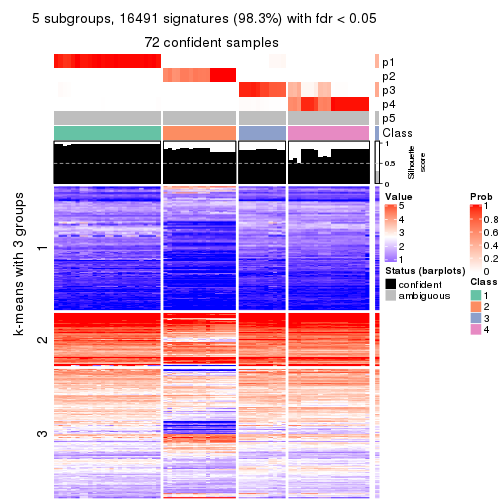 5 subgroups, 16491 signatures (98.3%) with fdr < 0.05
72 confident samples
p1
p2
p3
p4
p5
Class
1
0.5
0
Silhouette
score
k-means with 3 groups
1
2
3
Value
5
4
3
2
1
Status (barplots)
confident
ambiguous
Prob
1
0.8
0.6
0.4
0.2
0
Class
1
2
3
4